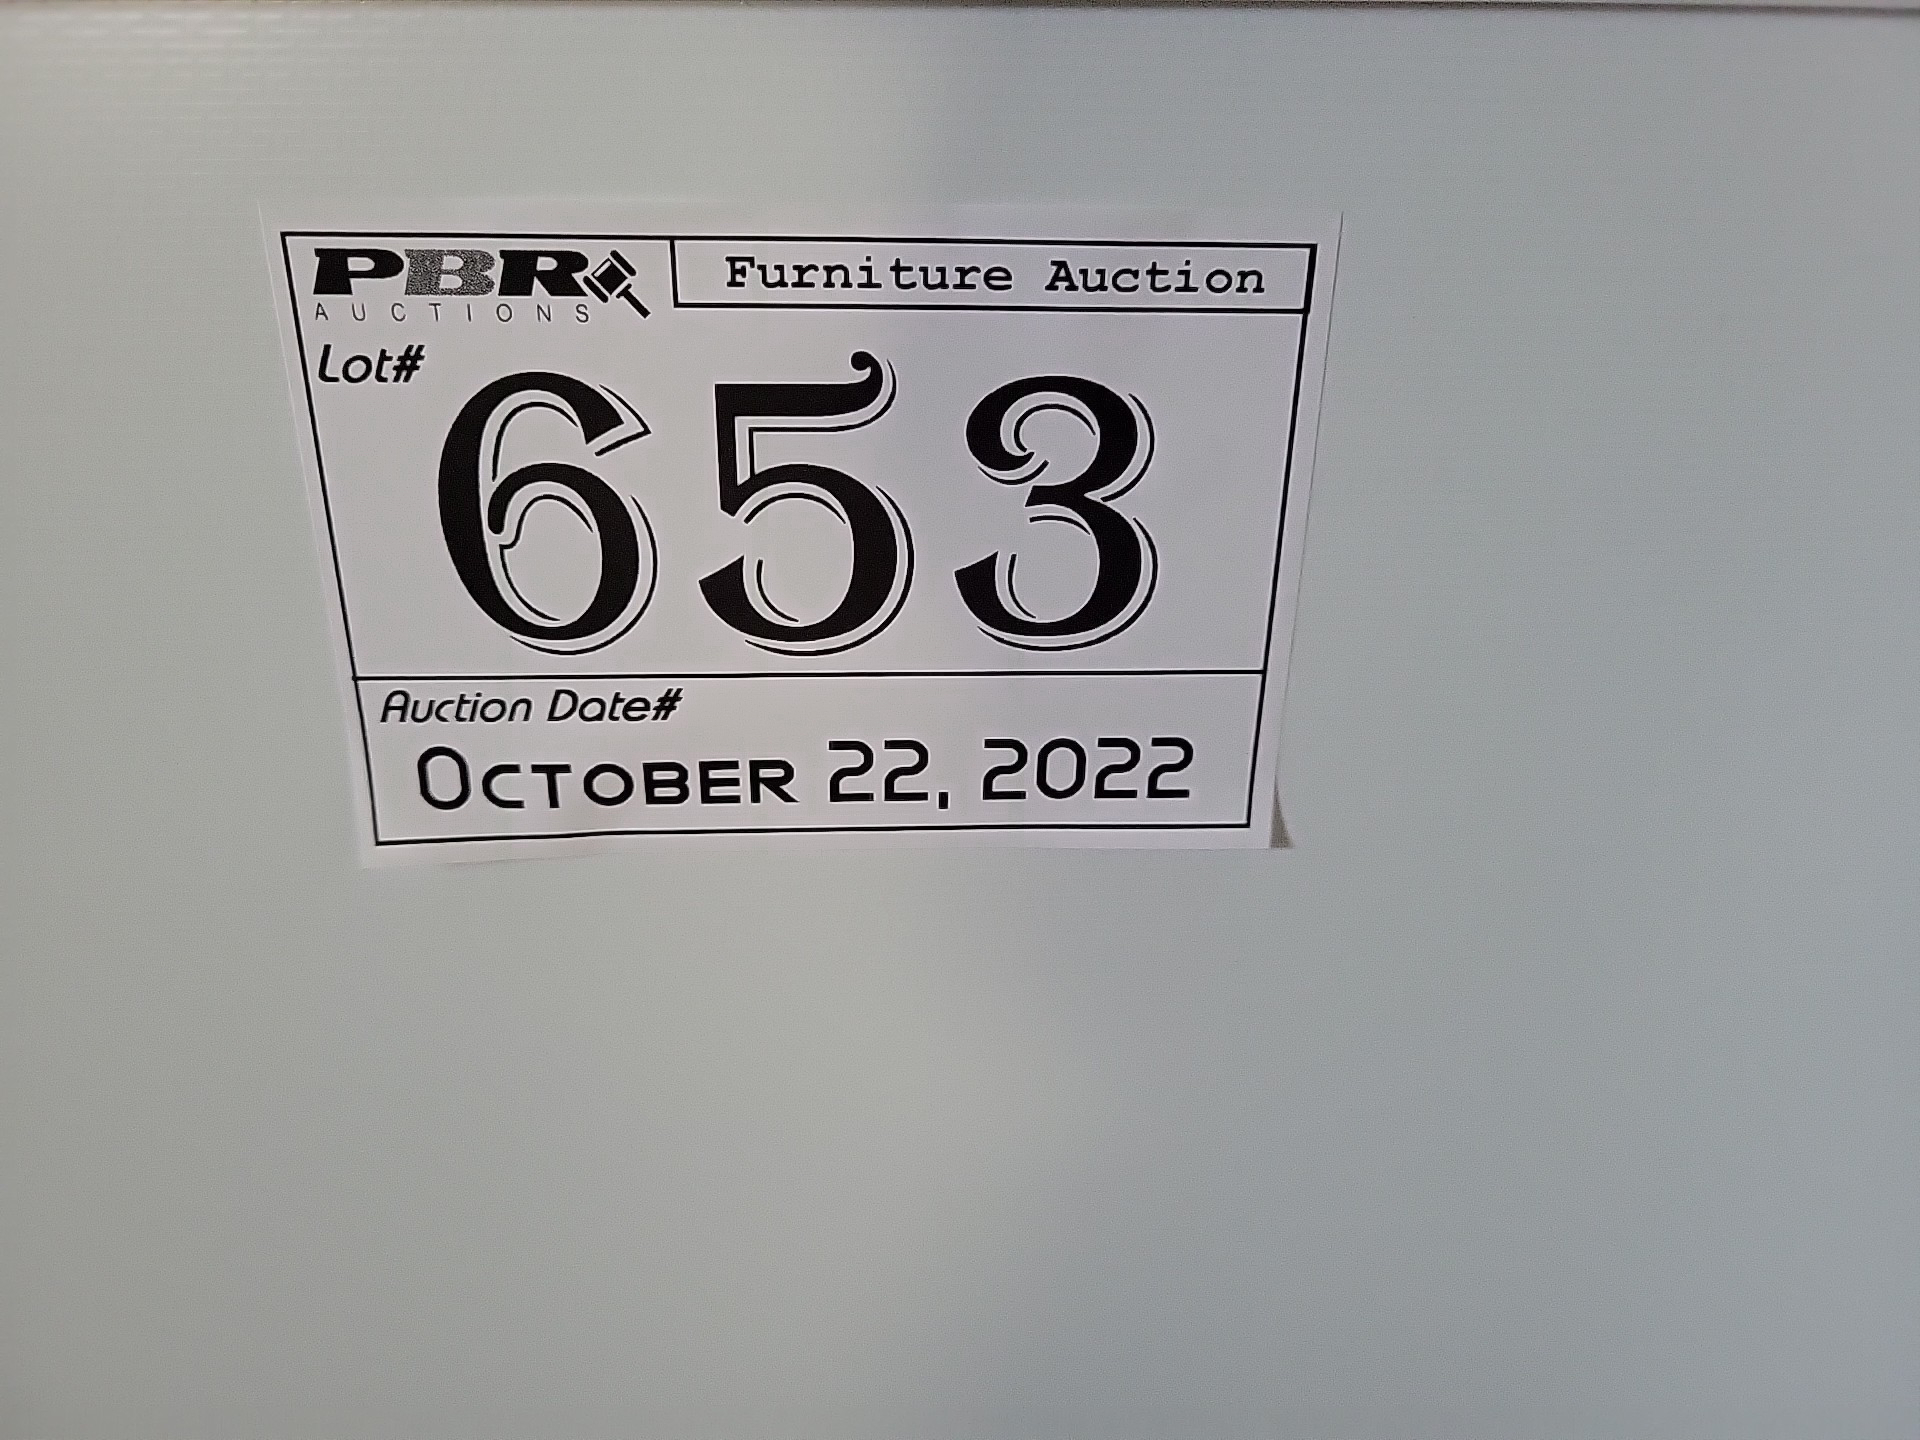 PBR
AUCTIONS
Furniture Auction
Lot#
653
Auction Date#
October 22, 2022